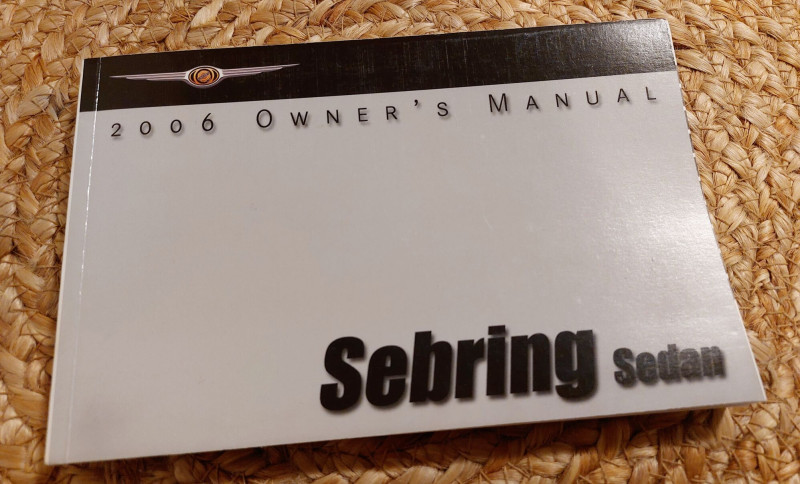 2006 Owner's Manual
Sebring Sedan